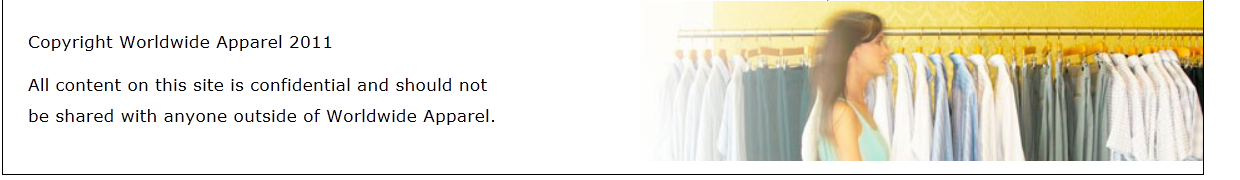 Copyright Worldwide Apparel 2011
All content on this site is confidential and should not
be shared with anyone outside of Worldwide Apparel.